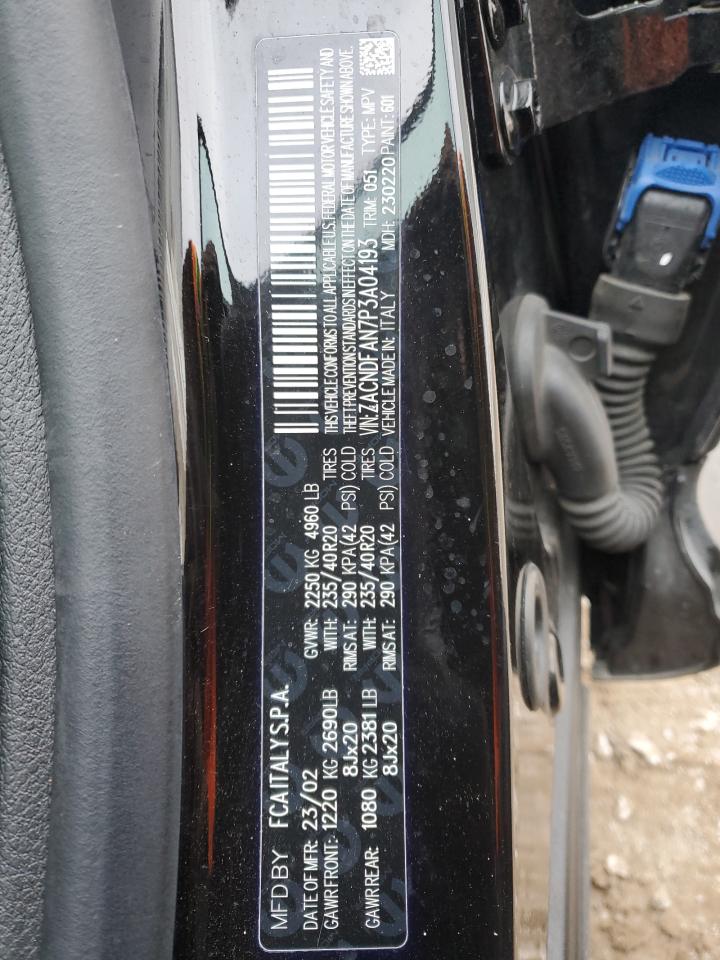 MFD BY FCA ITALY S.P.A.
DATE OF MFR: 23/02 GVWR: 2250 KG 4960 LB
GAWR FRONT: 1220 KG 2690LB WITH: 235/40R20 TIRES
8Jx20 RIMS AT: 290 KPA(42 PSI) COLD
GAWR REAR: 1080 KG 2381 LB WITH: 235/40R20 TIRES
8Jx20 RIMS AT: 290 KPA(42 PSI) COLD
THIS VEHICLE CONFORMS TO ALL APPLICABLE U.S. FEDERAL MOTOR VEHICLE SAFETY AND
THEFT PREVENTION STANDARDS IN EFFECT ON THE DATE OF MANUFACTURE SHOWN ABOVE.
VIN: ZACNDFAN7P3A04193 TRIM: 051 TYPE: MPV
VEHICLE MADE IN: ITALY MDH: 230220 PAINT: 601